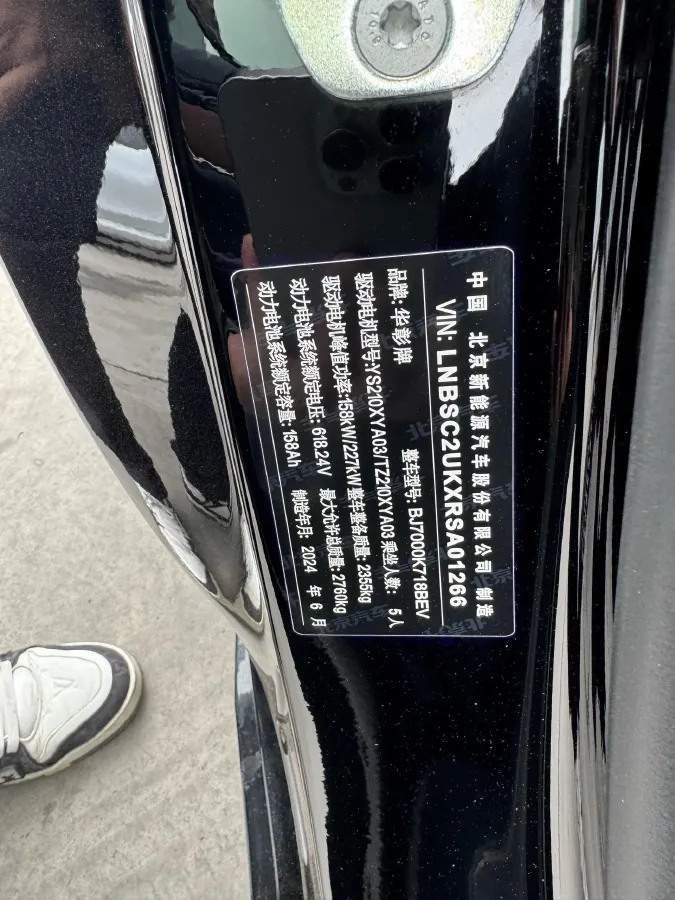 中国 北京新能源汽车股份有限公司 制造
VIN: LNBSC2UKXRSA01266
品牌: 华彰牌 整车型号: BJ7000K718BEV
驱动电机型号:YS210XYA03/TZ210XYA03 乘坐人数: 5人
驱动电机峰值功率:158kW/227kW 整车整备质量: 2355kg
动力电池系统额定电压: 618.24V 最大允许总质量: 2760kg
动力电池系统额定容量: 158Ah 制造年月: 2024 年 6 月